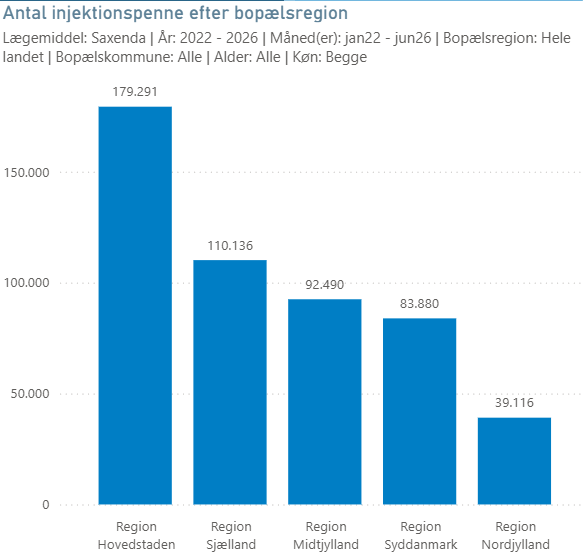 Antal injektionspenne efter bopælsregion
Lægemiddel: Saxenda | År: 2022 - 2026 | Måned(er): jan22 - jun26 | Bopælsregion: Hele
landet | Bopælskommune: Alle | Alder: Alle | Køn: Begge
179.291
150.000
110.136
100.000
92.490
83.880
50.000
39.116
0
Region Hovedstaden
Region Sjælland
Region Midtjylland
Region Syddanmark
Region Nordjylland